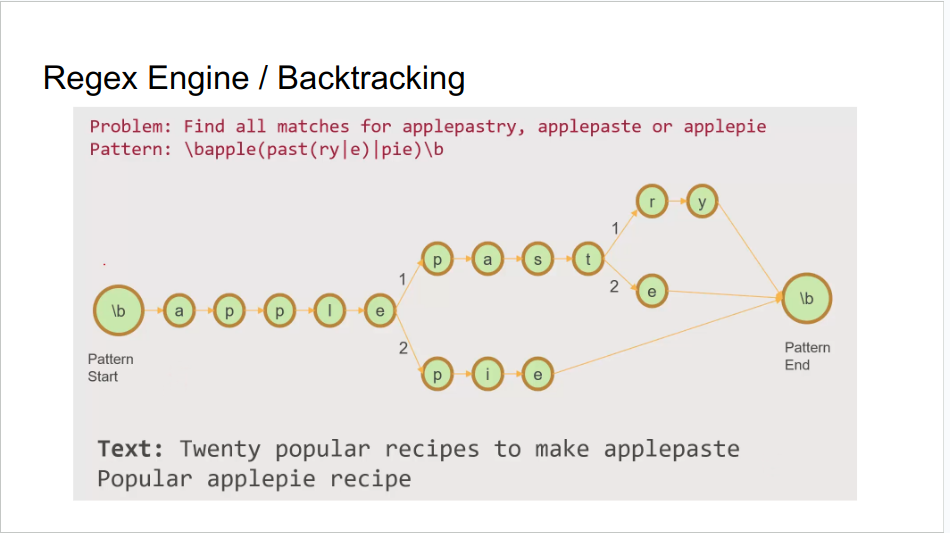 Regex Engine / Backtracking
Problem: Find all matches for applepastry, applepaste or applepie
Pattern: \bapple(past(ry|e)|pie)\b
r y
1
p a s t
1
2 e
\b a p p l e
\b
2
Pattern
Start
Pattern
End
p i e
Text: Twenty popular recipes to make applepaste
Popular applepie recipe